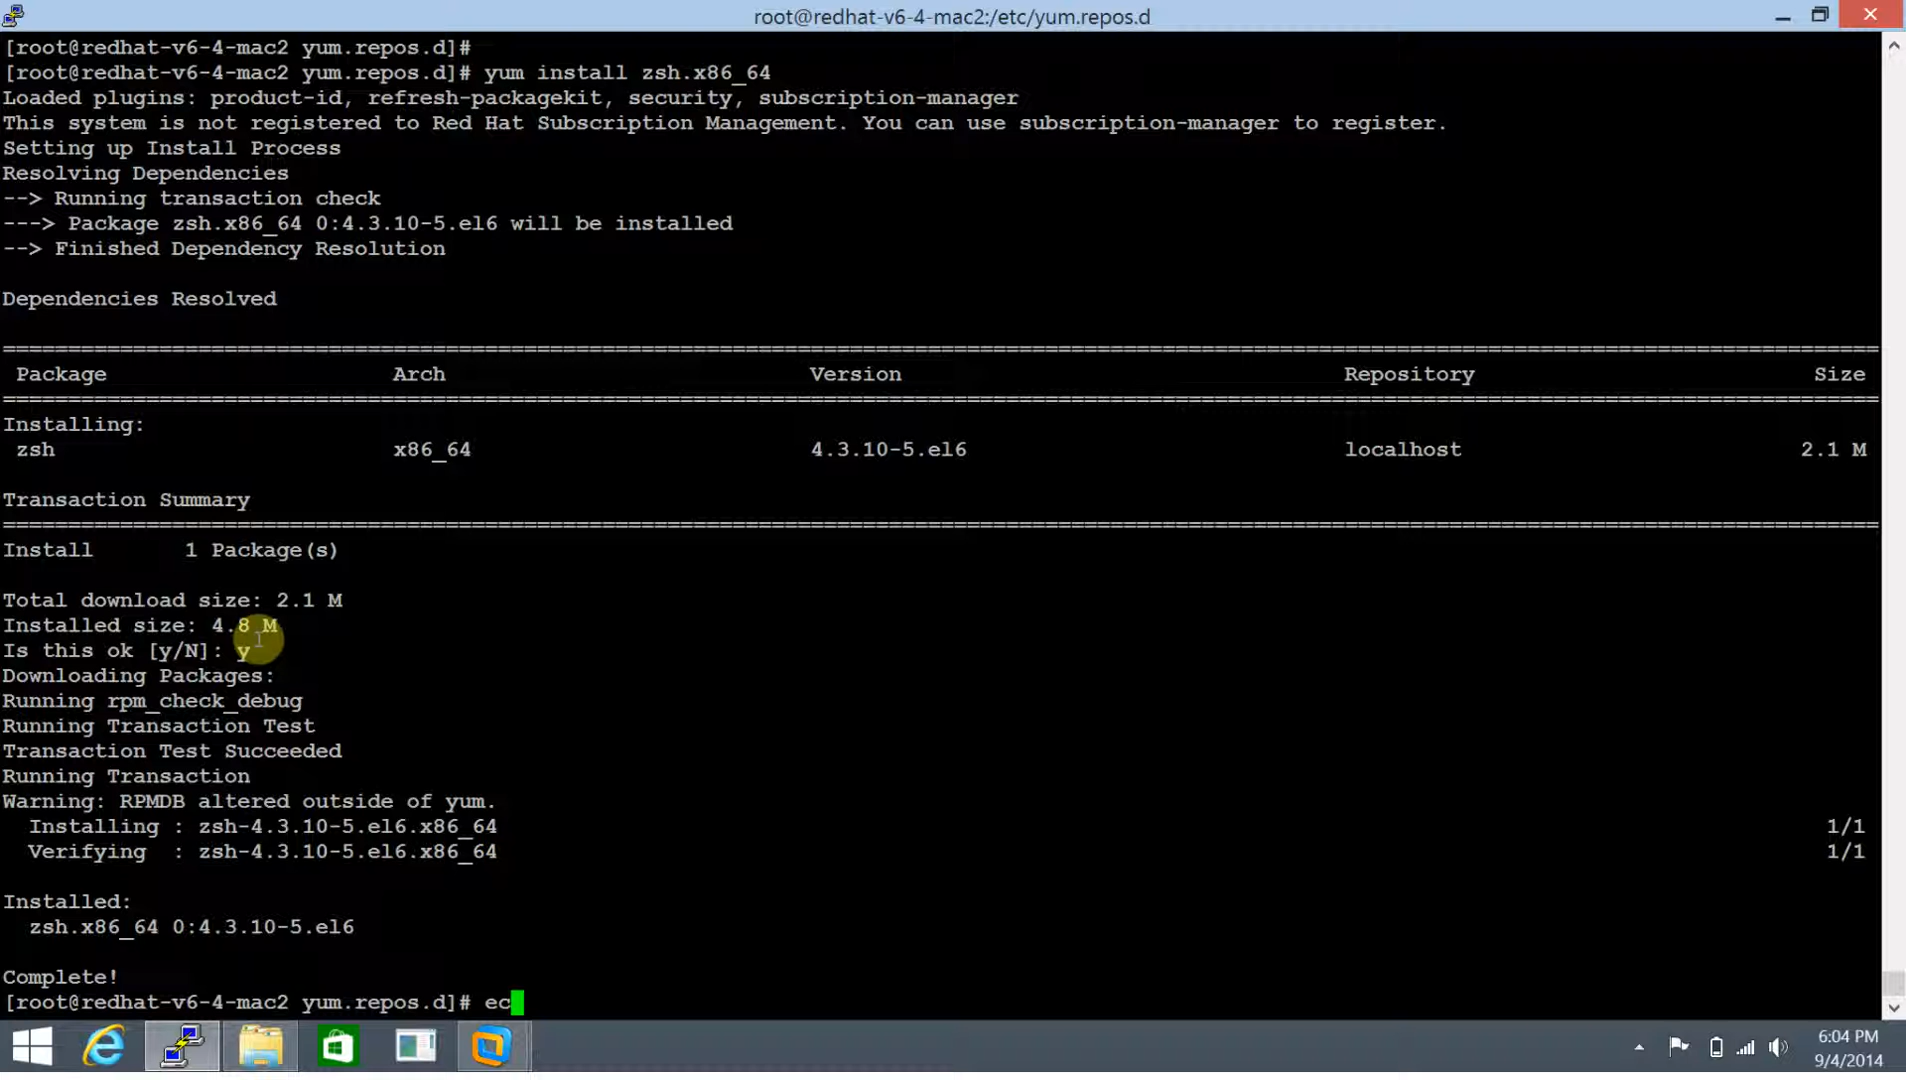 root@redhat-v6-4-mac2:/etc/yum.repos.d
[root@redhat-v6-4-mac2 yum.repos.d]#
[root@redhat-v6-4-mac2 yum.repos.d]# yum install zsh.x86_64
Loaded plugins: product-id, refresh-packagekit, security, subscription-manager
This system is not registered to Red Hat Subscription Management. You can use subscription-manager to register.
Setting up Install Process
Resolving Dependencies
--> Running transaction check
---> Package zsh.x86_64 0:4.3.10-5.el6 will be installed
--> Finished Dependency Resolution
Dependencies Resolved
================================================================================
Package Arch Version Repository Size
================================================================================
Installing:
zsh x86_64 4.3.10-5.el6 localhost 2.1 M
Transaction Summary
================================================================================
Install 1 Package(s)
Total download size: 2.1 M
Installed size: 4.8 M
Is this ok [y/N]: y
Downloading Packages:
Running rpm_check_debug
Running Transaction Test
Transaction Test Succeeded
Running Transaction
Warning: RPMDB altered outside of yum.
Installing : zsh-4.3.10-5.el6.x86_64 1/1
Verifying : zsh-4.3.10-5.el6.x86_64 1/1
Installed:
zsh.x86_64 0:4.3.10-5.el6
Complete!
[root@redhat-v6-4-mac2 yum.repos.d]# ec
6:04 PM
9/4/2014